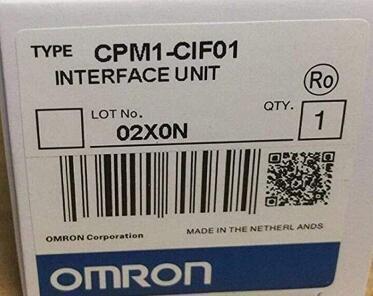 TYPE CPM1-CIF01
INTERFACE UNIT
Ro
LOT No. QTY.
02X0N 1
OMRON Corporation MADE IN THE NETHERLANDS
OMRON